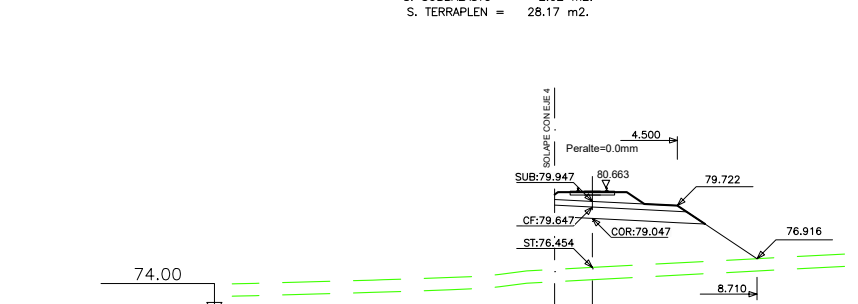 S. TERRAPLEN = 28.17 m2.
SOLAPE CON EJE 4
4.500
Peralte=0.0mm
SUB:79.947
80.663
79.722
CF:79.647
COR:79.047
76.916
ST:76.454
74.00
8.710